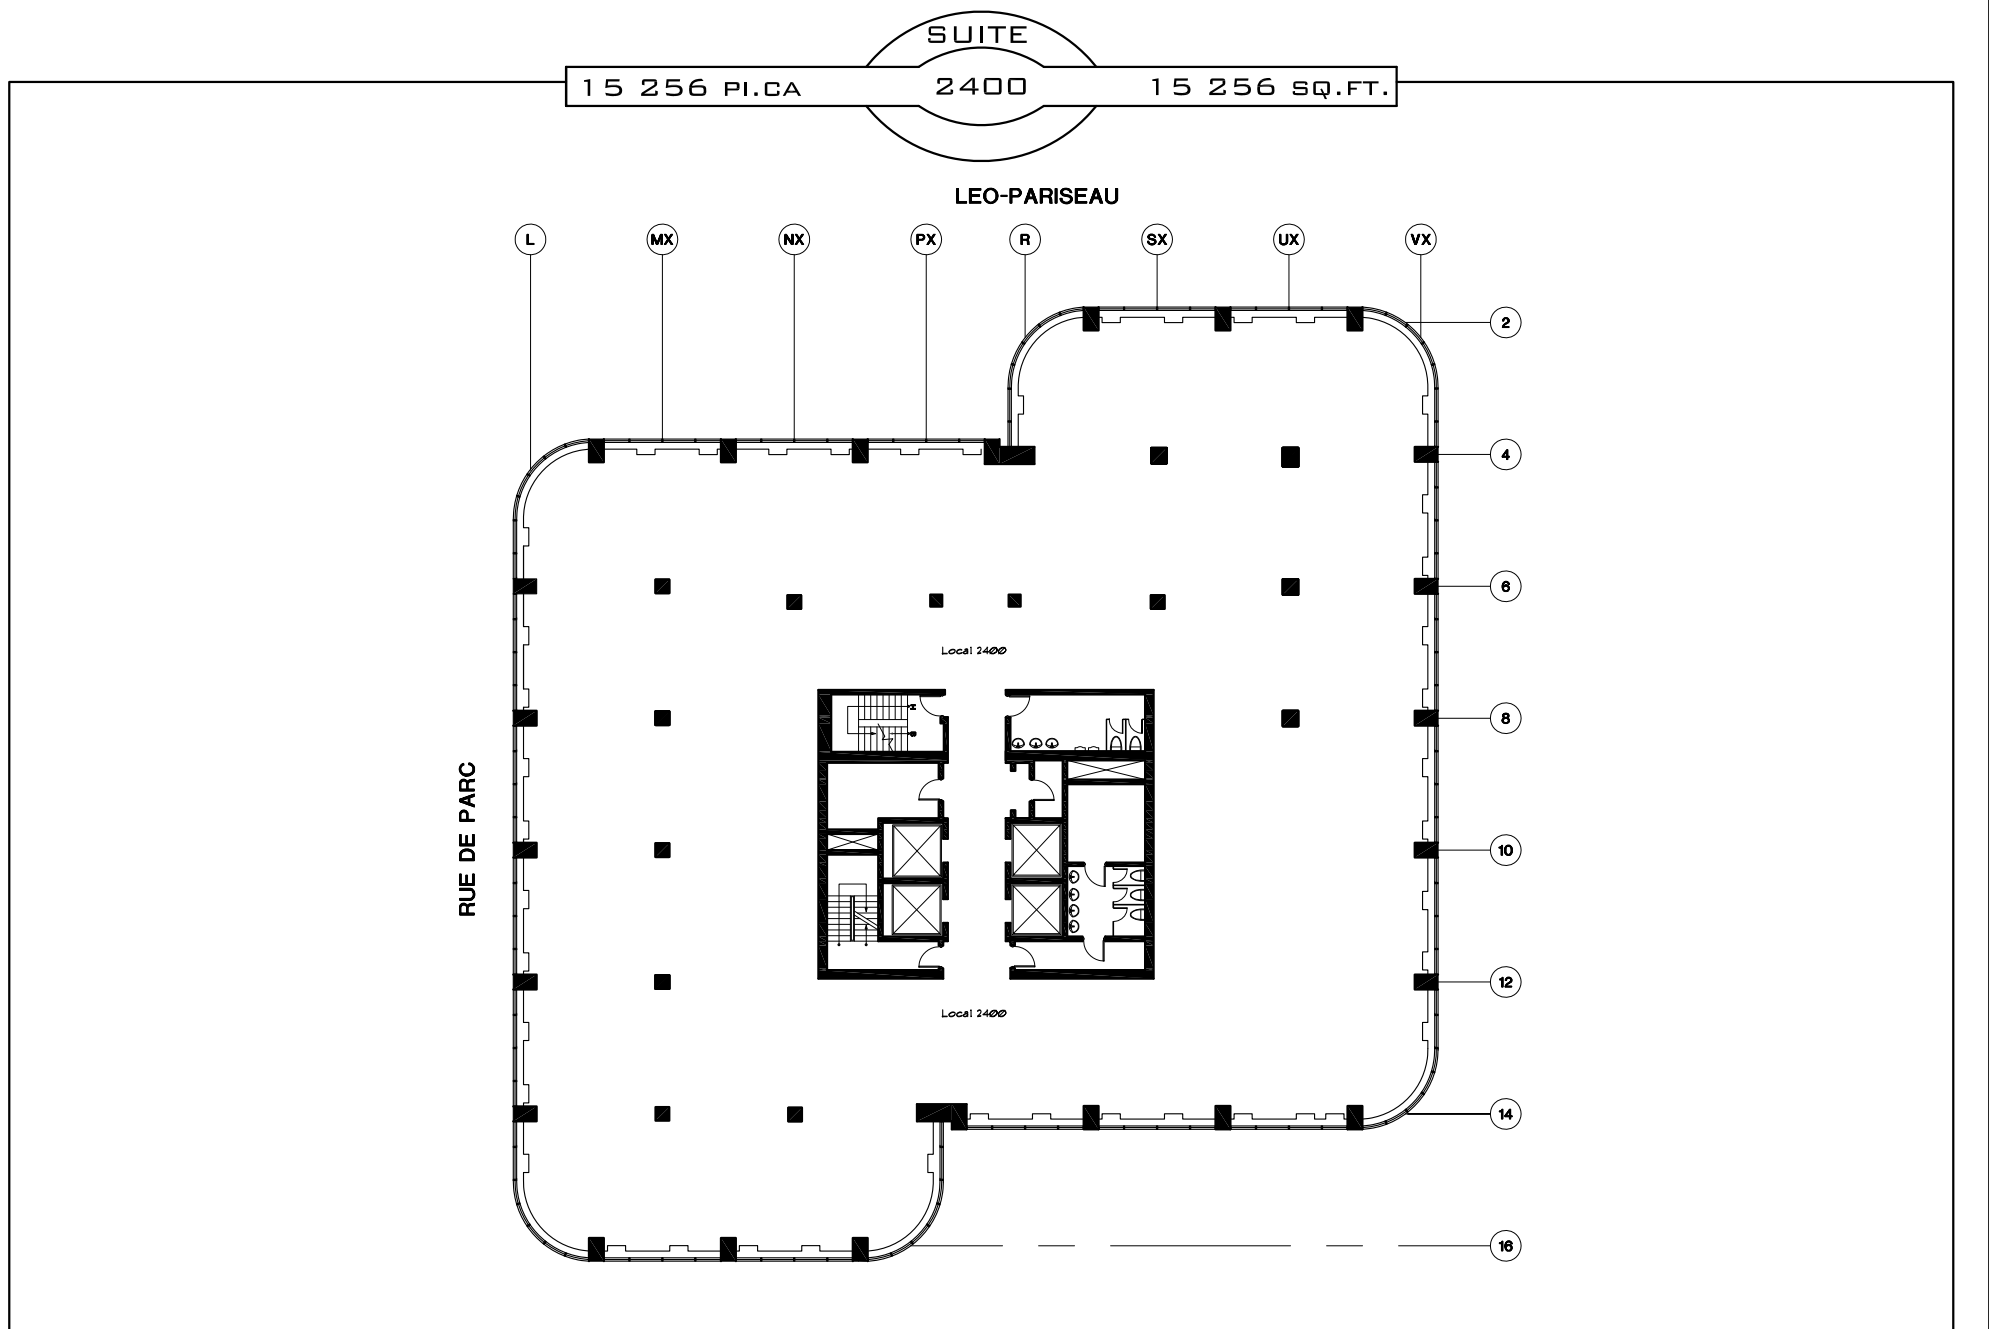 SUITE
15 256 PI.CA 2400 15 256 SQ.FT.
LEO-PARISEAU
L MX NX PX R SX UX VX
2
4
6
Local 2400
H
B
8
RUE DE PARC
10
12
Local 2400
14
16